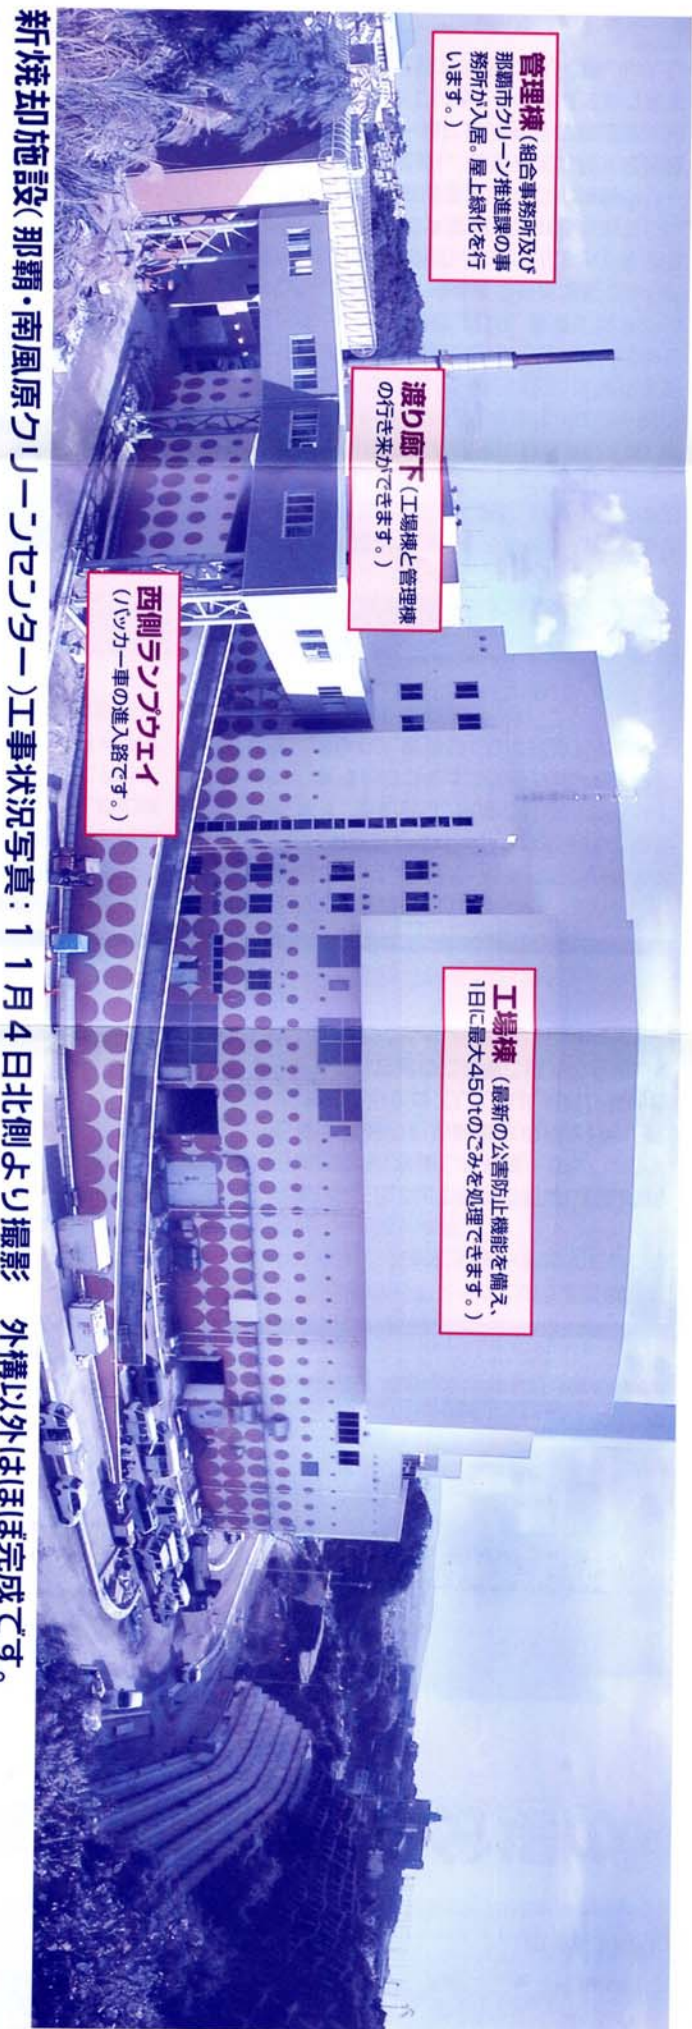 管理棟(組合事務所及び
那覇市クリーン推進課の事
務所が入居。屋上緑化を行
います。)
渡り廊下(工場棟と管理棟
の行き来ができます。)
西側ランプウェイ
(パッカー車の進入路です。)
工場棟 (最新の公害防止機能を備え、
1日に最大450tのごみを処理できます。)
新焼却施設(那覇・南風原クリーンセンター)工事状況写真:11月4日北側より撮影 外構以外はほぼ完成です。